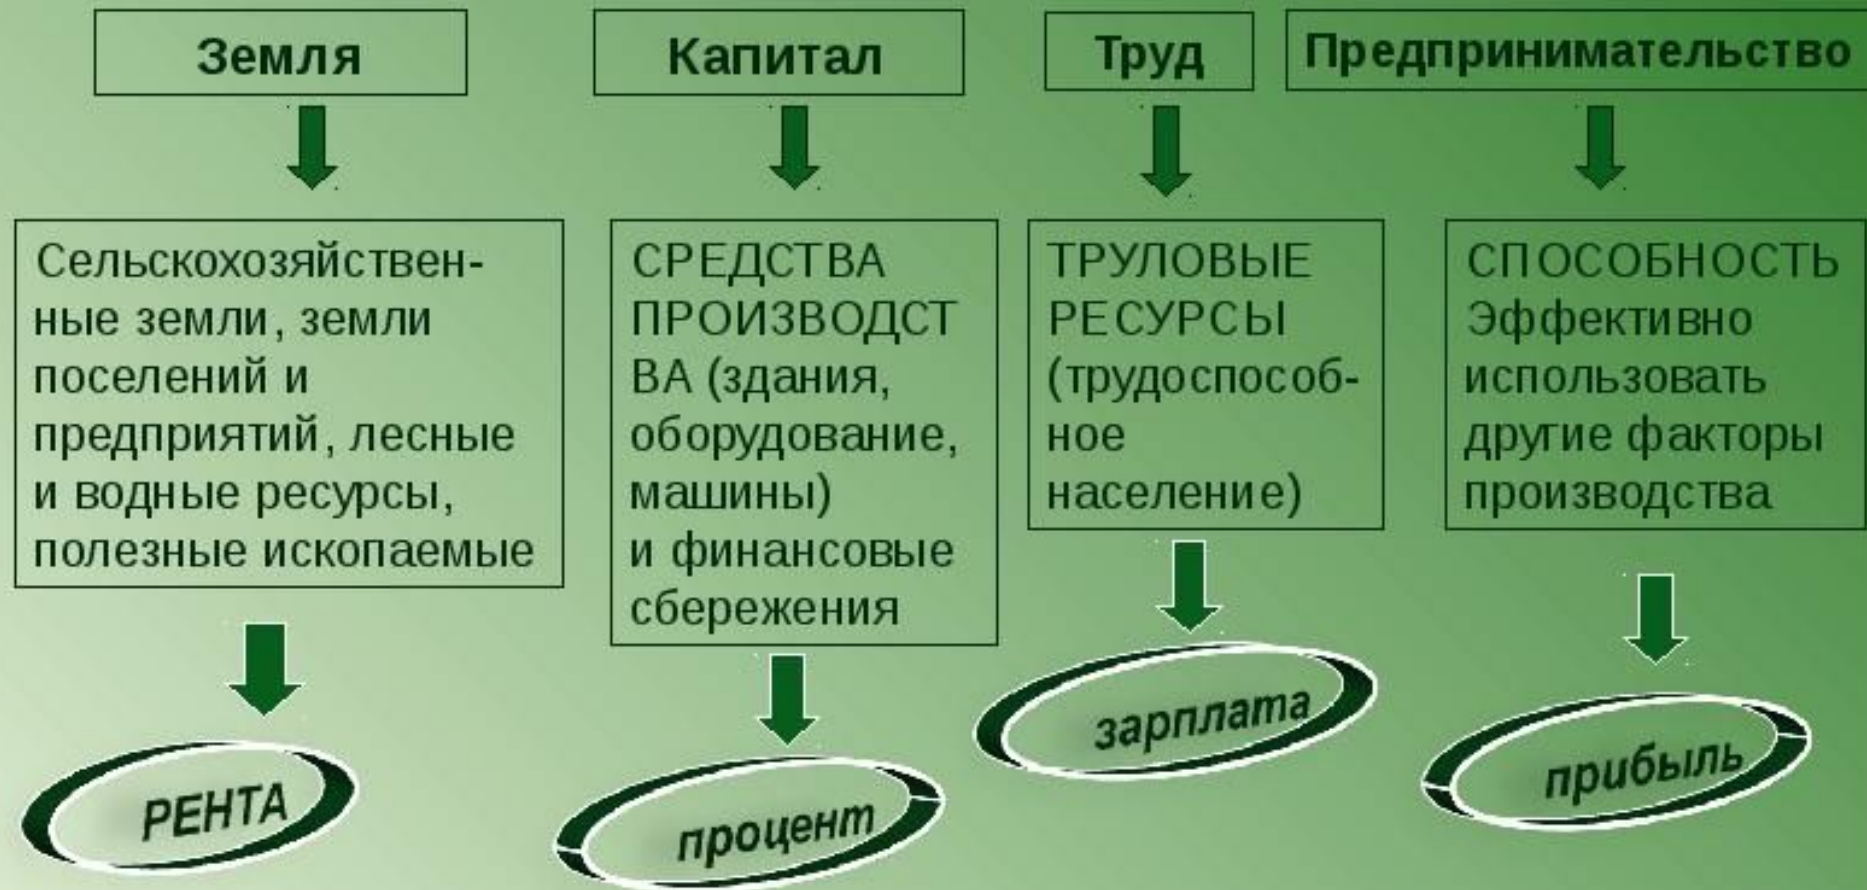 Земля
Сельскохозяйствен-
ные земли, земли
поселений и
предприятий, лесные
и водные ресурсы,
полезные ископаемые
РЕНТА
Капитал
СРЕДСТВА
ПРОИЗВОДСТ
ВА (здания,
оборудование,
машины)
и финансовые
сбережения
процент
Труд
ТРУЛОВЫЕ
РЕСУРСЫ
(трудоспособ-
ное
население)
зарплата
Предпринимательство
СПОСОБНОСТЬ
Эффективно
использовать
другие факторы
производства
прибыль